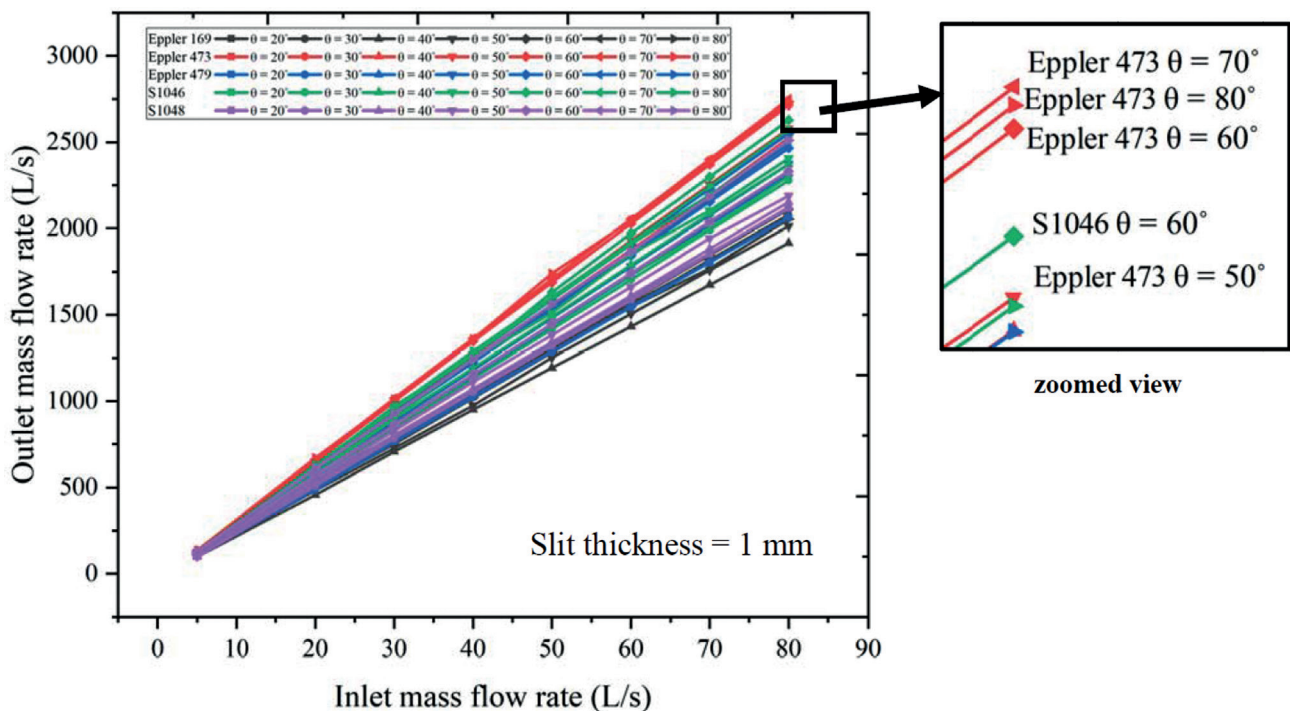 3000
2500
2000
1500
1000
500
0
Outlet mass flow rate (L/s)
Eppler 169 θ = 20° θ = 30° θ = 40° θ = 50° θ = 60° θ = 70° θ = 80°
Eppler 473 θ = 20° θ = 30° θ = 40° θ = 50° θ = 60° θ = 70° θ = 80°
Eppler 479 θ = 20° θ = 30° θ = 40° θ = 50° θ = 60° θ = 70° θ = 80°
S1046 θ = 20° θ = 30° θ = 40° θ = 50° θ = 60° θ = 70° θ = 80°
S1048 θ = 20° θ = 30° θ = 40° θ = 50° θ = 60° θ = 70° θ = 80°
Slit thickness = 1 mm
0 10 20 30 40 50 60 70 80 90
Inlet mass flow rate (L/s)
Eppler 473 θ = 70°
Eppler 473 θ = 80°
Eppler 473 θ = 60°
S1046 θ = 60°
Eppler 473 θ = 50°
zoomed view